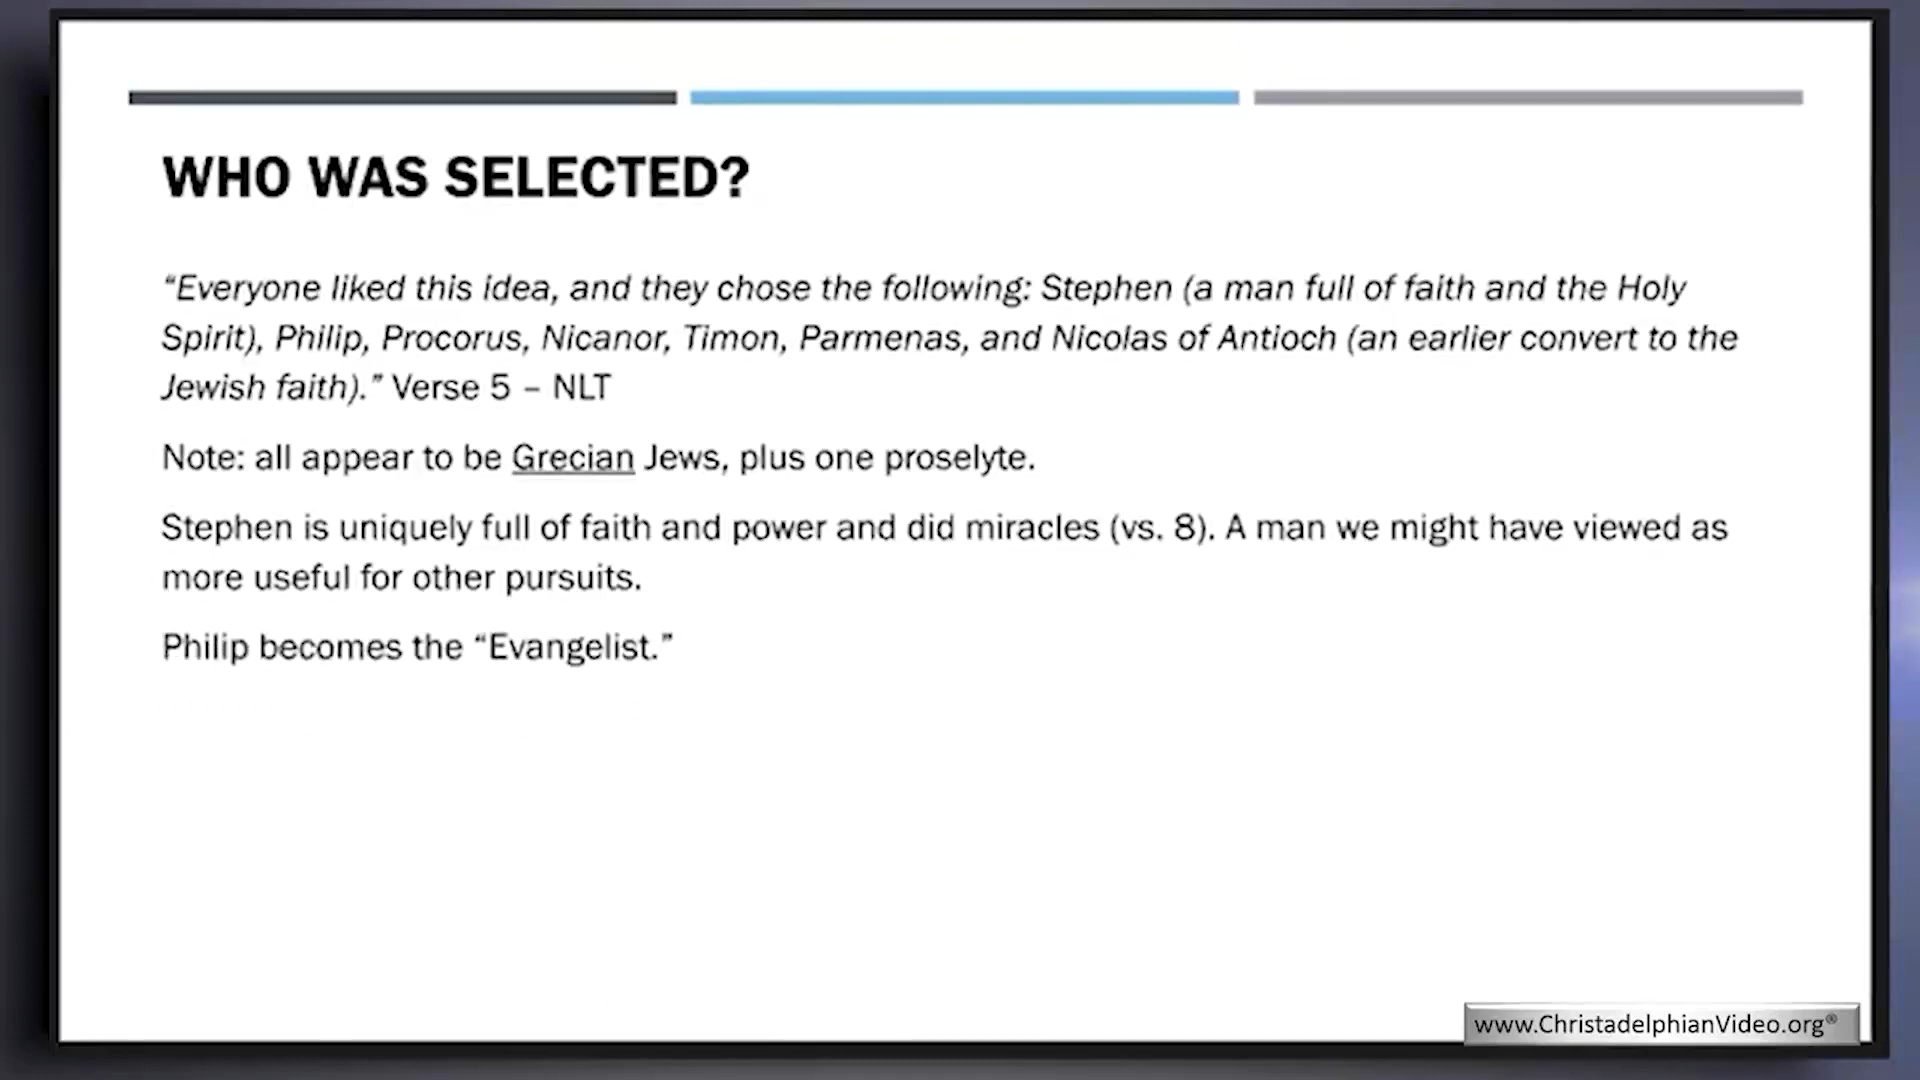 WHO WAS SELECTED?
“Everyone liked this idea, and they chose the following: Stephen (a man full of faith and the Holy
Spirit), Philip, Procorus, Nicanor, Timon, Parmenas, and Nicolas of Antioch (an earlier convert to the
Jewish faith).” Verse 5 – NLT
Note: all appear to be Grecian Jews, plus one proselyte.
Stephen is uniquely full of faith and power and did miracles (vs. 8). A man we might have viewed as
more useful for other pursuits.
Philip becomes the “Evangelist.”
www.ChristadelphianVideo.org®